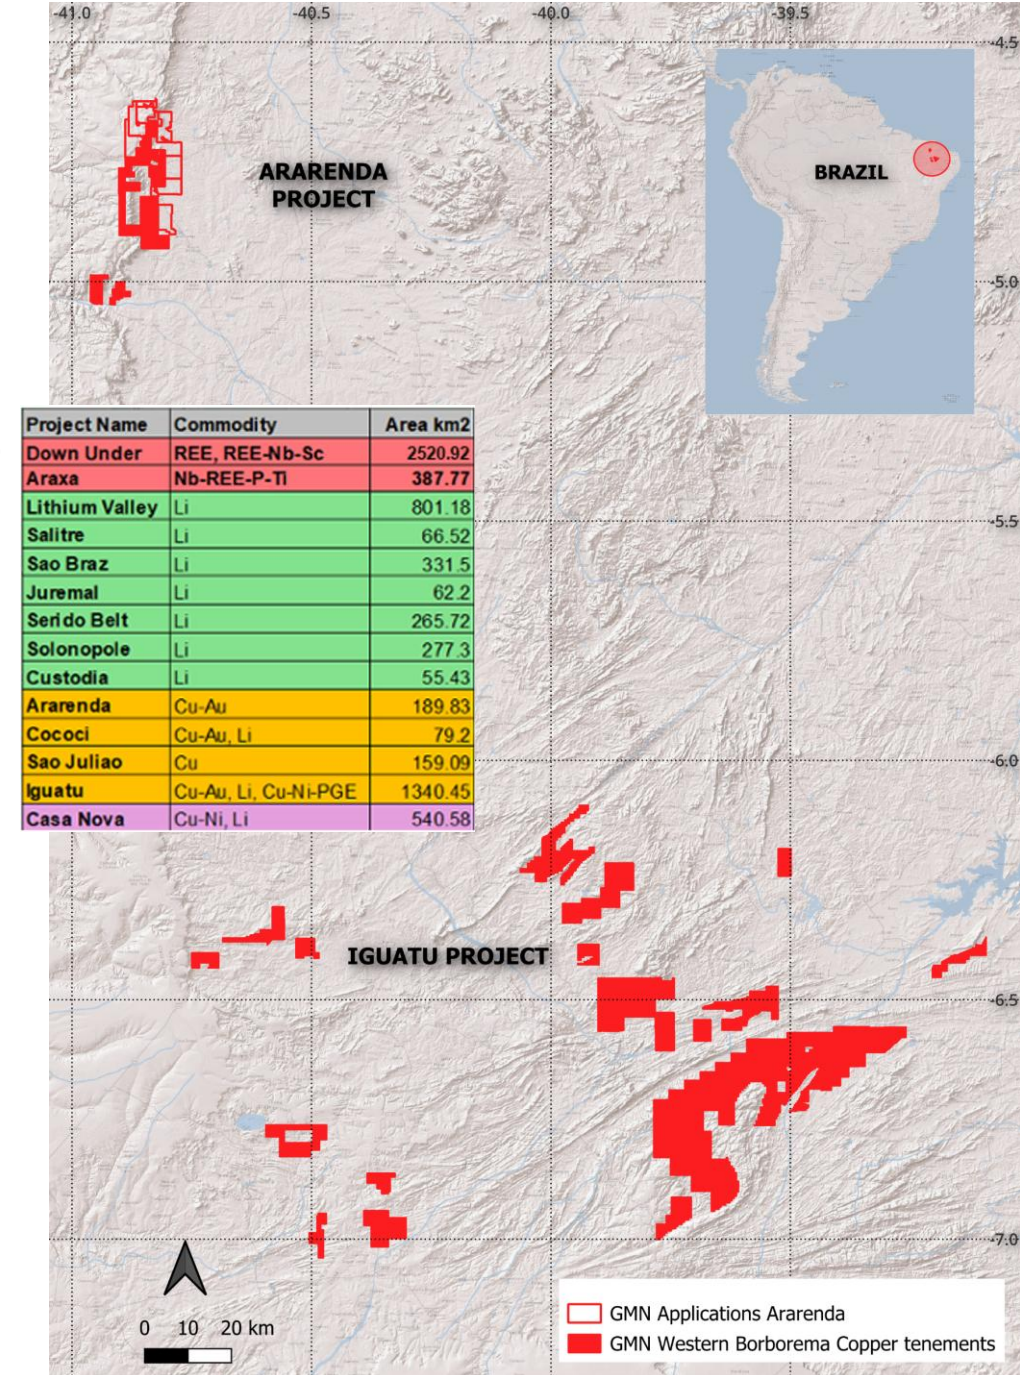 -41.0 -40.5 -40.0 -39.5
-4.5
ARARENDA
PROJECT
BRAZIL
-5.0
Project Name Commodity Area km2
Down Under REE, REE-Nb-Sc 2520.92
Araxa Nb-REE-P-Ti 387.77
Lithium Valley Li 801.18
Salitre Li 66.52
Sao Braz Li 331.5
Juremal Li 62.2
Serido Belt Li 265.72
Solonopole Li 277.3
Custodia Li 55.43
Ararenda Cu-Au 189.83
Cococi Cu-Au, Li 79.2
Sao Juliao Cu 159.09
Iguatu Cu-Au, Li, Cu-Ni-PGE 1340.45
Casa Nova Cu-Ni, Li 540.58
-5.5
-6.0
IGUATU PROJECT
-6.5
-7.0
0 10 20 km
GMN Applications Ararenda
GMN Western Borborema Copper tenements